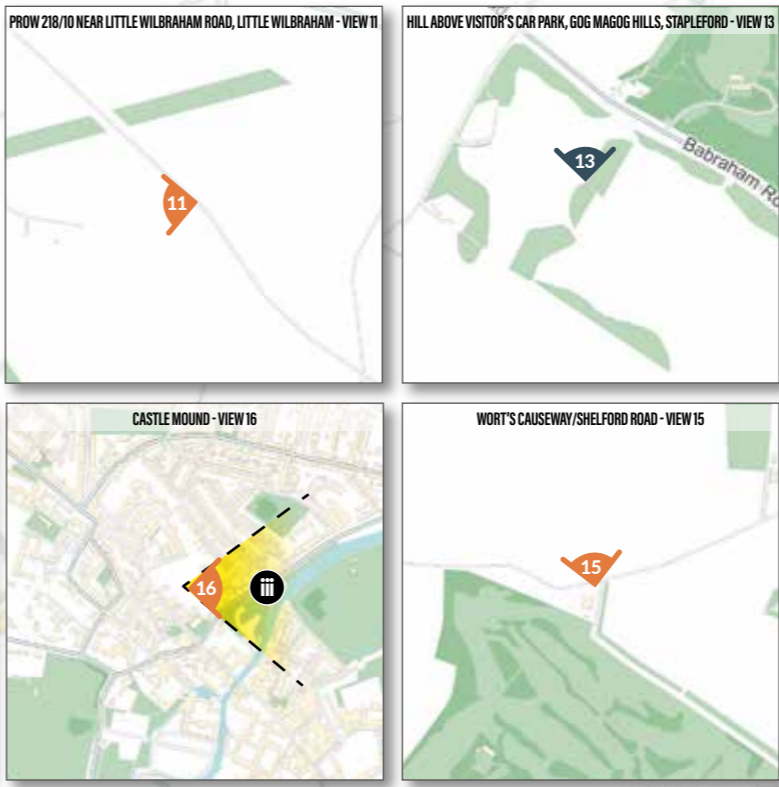 PROW 218/10 NEAR LITTLE WILBRAHAM ROAD, LITTLE WILBRAHAM - VIEW 11
11
HILL ABOVE VISITOR'S CAR PARK, GOG MAGOG HILLS, STAPLEFORD - VIEW 13
13
Babraham Ro
CASTLE MOUND - VIEW 16
16
iii
WORT'S CAUSEWAY/SHELFORD ROAD - VIEW 15
15